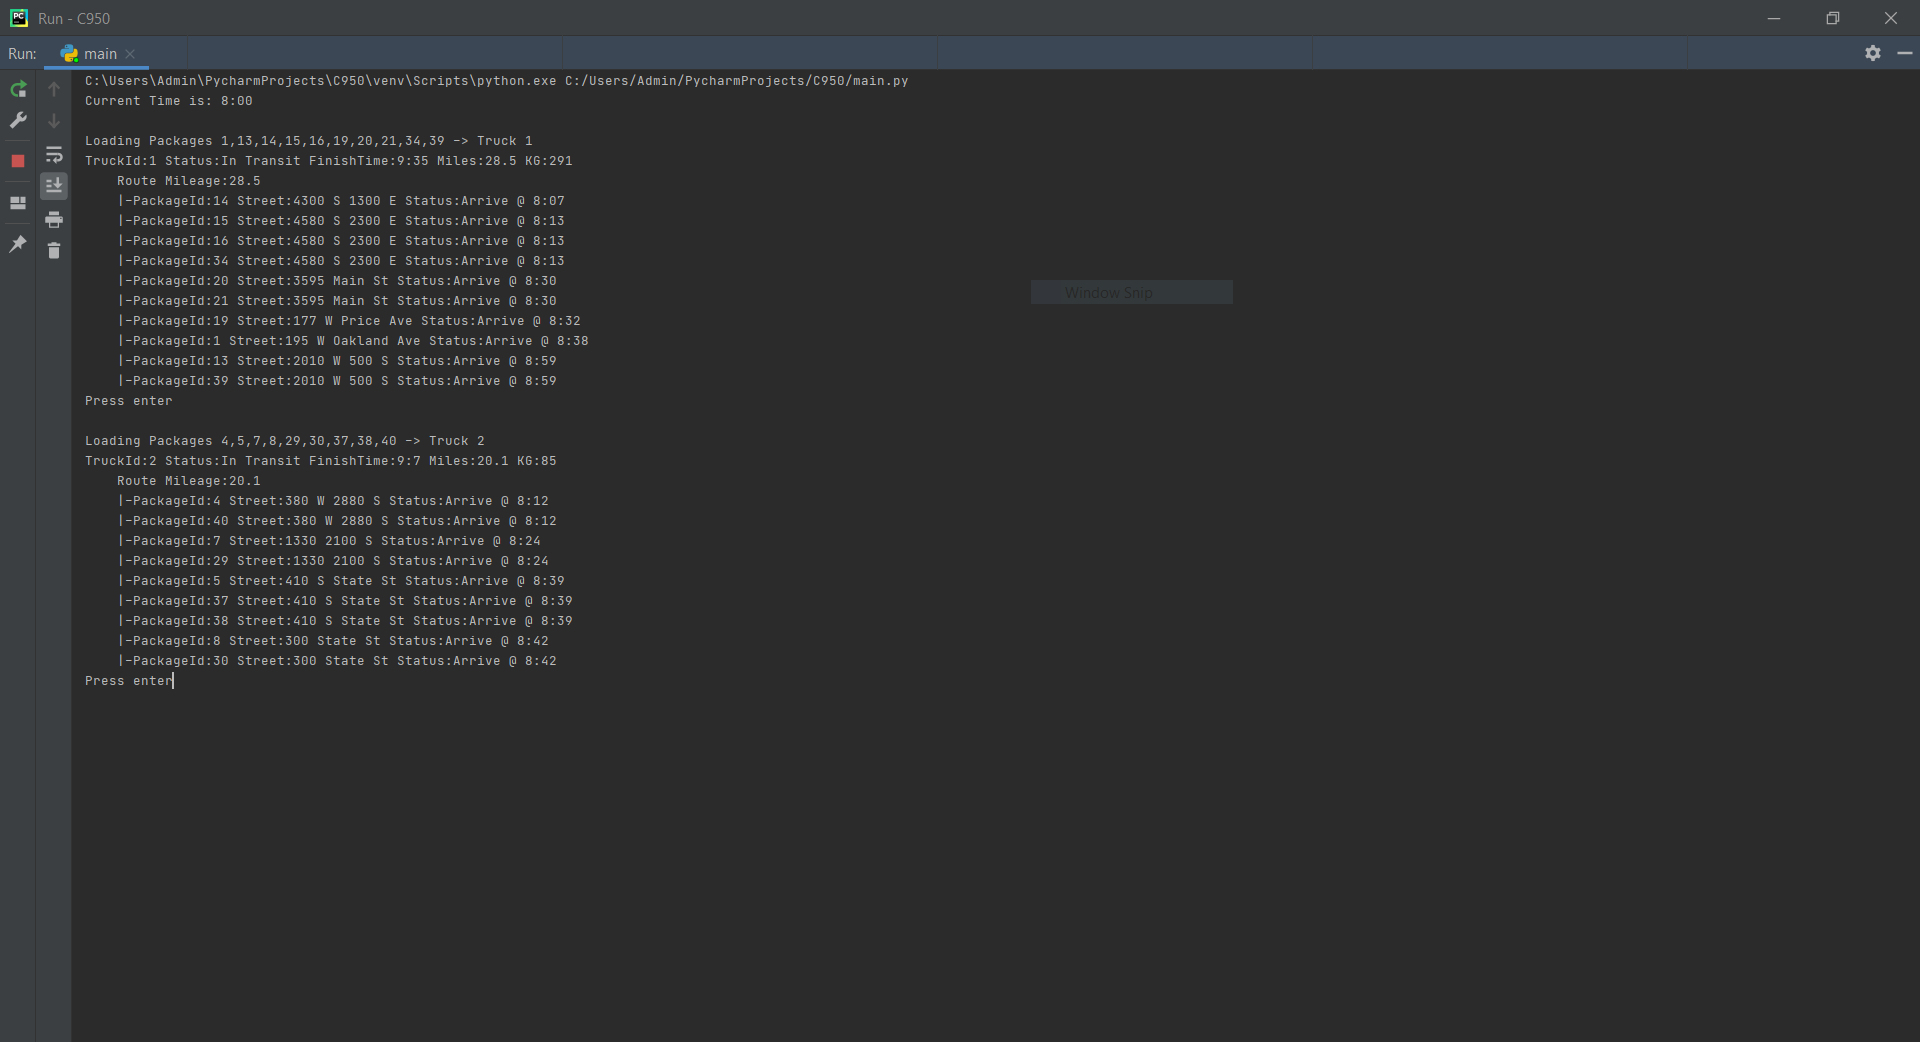 Run - C950
Run: main
C:\Users\Admin\PycharmProjects\C950\venv\Scripts\python.exe C:/Users/Admin/PycharmProjects/C950/main.py
Current Time is: 8:00
Loading Packages 1,13,14,15,16,19,20,21,34,39 -> Truck 1
TruckId:1 Status:In Transit FinishTime:9:35 Miles:28.5 KG:291
Route Mileage:28.5
|-PackageId:14 Street:4300 S 1300 E Status:Arrive @ 8:07
|-PackageId:15 Street:4580 S 2300 E Status:Arrive @ 8:13
|-PackageId:16 Street:4580 S 2300 E Status:Arrive @ 8:13
|-PackageId:34 Street:4580 S 2300 E Status:Arrive @ 8:13
|-PackageId:20 Street:3595 Main St Status:Arrive @ 8:30
|-PackageId:21 Street:3595 Main St Status:Arrive @ 8:30
|-PackageId:19 Street:177 W Price Ave Status:Arrive @ 8:32
|-PackageId:1 Street:195 W Oakland Ave Status:Arrive @ 8:38
|-PackageId:13 Street:2010 W 500 S Status:Arrive @ 8:59
|-PackageId:39 Street:2010 W 500 S Status:Arrive @ 8:59
Press enter
Loading Packages 4,5,7,8,29,30,37,38,40 -> Truck 2
TruckId:2 Status:In Transit FinishTime:9:7 Miles:20.1 KG:85
Route Mileage:20.1
|-PackageId:4 Street:380 W 2880 S Status:Arrive @ 8:12
|-PackageId:40 Street:380 W 2880 S Status:Arrive @ 8:12
|-PackageId:7 Street:1330 2100 S Status:Arrive @ 8:24
|-PackageId:29 Street:1330 2100 S Status:Arrive @ 8:24
|-PackageId:5 Street:410 S State St Status:Arrive @ 8:39
|-PackageId:37 Street:410 S State St Status:Arrive @ 8:39
|-PackageId:38 Street:410 S State St Status:Arrive @ 8:39
|-PackageId:8 Street:300 State St Status:Arrive @ 8:42
|-PackageId:30 Street:300 State St Status:Arrive @ 8:42
Press enter
Window Snip